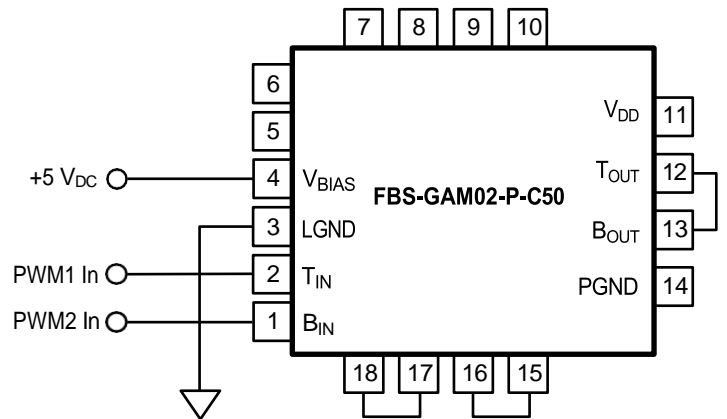 7 8 9 10
6
5
+5 VDC 4 VBIAS
3 LGND
PWM1 In 2 TIN
PWM2 In 1 BIN
FBS-GAM02-P-C50
VDD 11
TOUT 12
BOUT 13
PGND 14
18 17 16 15